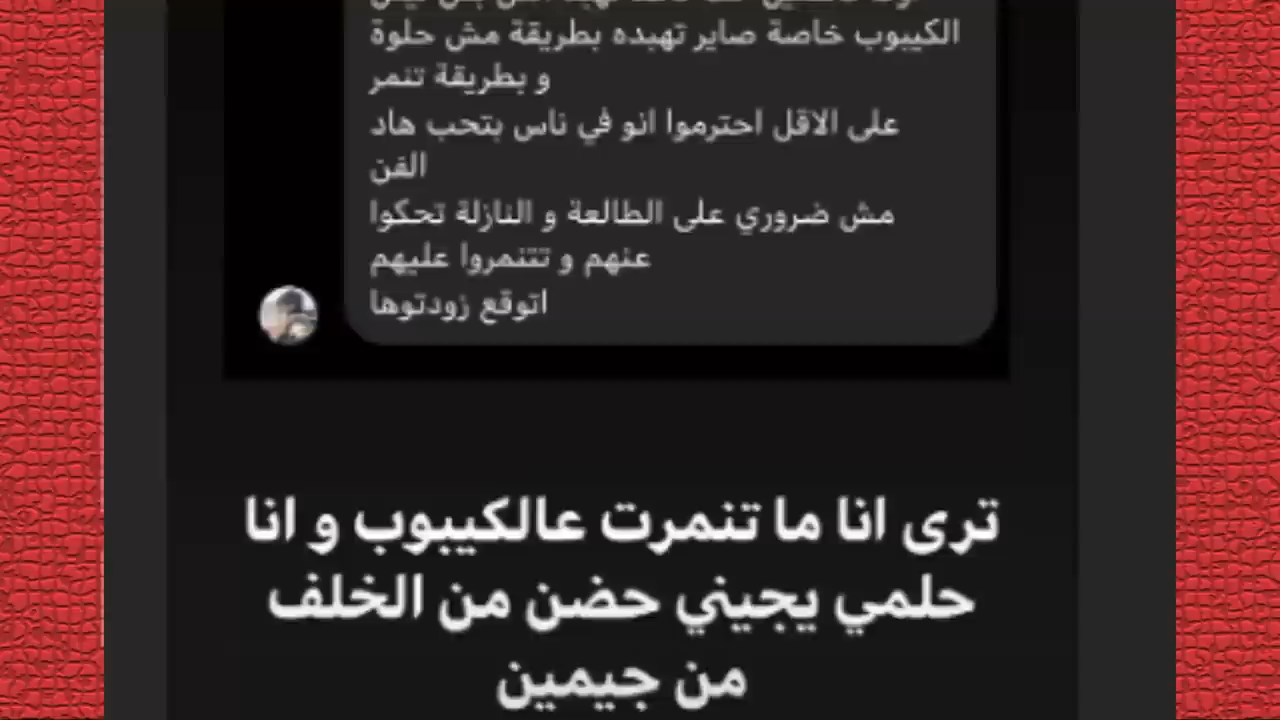 الكيبوب خاصة صاير تهبده بطريقة مش حلوة
و بطريقة تنمر
على الاقل احترموا انو في ناس بتحب هاد
الفن
مش ضروري على الطالعة و النازلة تحكوا
عنهم و تتنمروا عليهم
اتوقع زودتوها
ترى انا ما تنمرت عالكيبوب و انا
حلمي يجيني حضن من الخلف
من جيمين